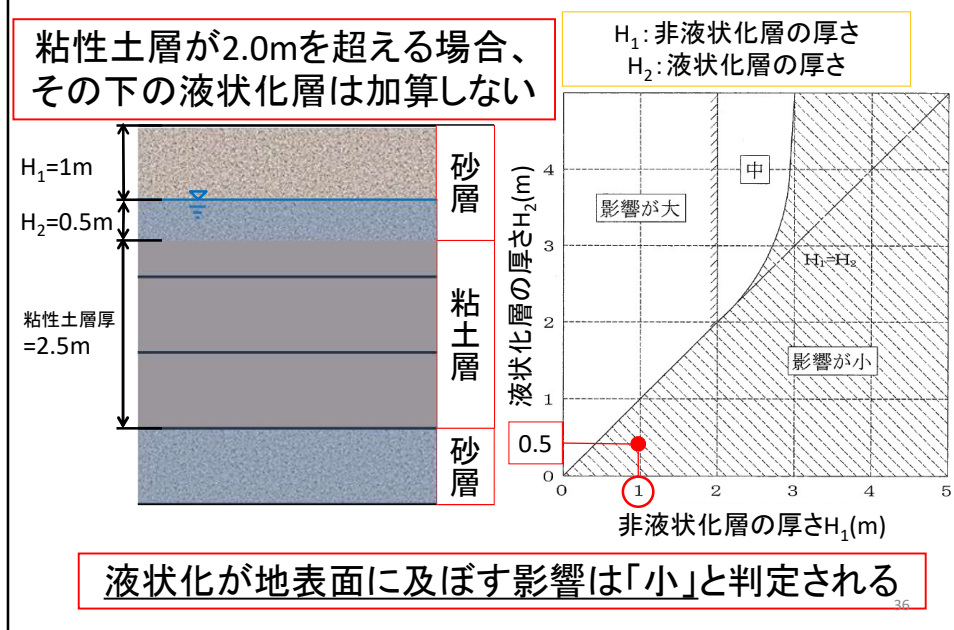 粘性土層が2.0mを超える場合、
その下の液状化層は加算しない
H₁：非液状化層の厚さ
H₂：液状化層の厚さ
H₁=1m
H₂=0.5m
粘性土層厚
=2.5m
砂層
粘土層
砂層
液状化層の厚さH₂(m)
4
3
2
1
0
0.5
影響が大
中
H₁=H₂
影響が小
0
1
2
3
4
5
非液状化層の厚さH₁(m)
液状化が地表面に及ぼす影響は「小」と判定される
36